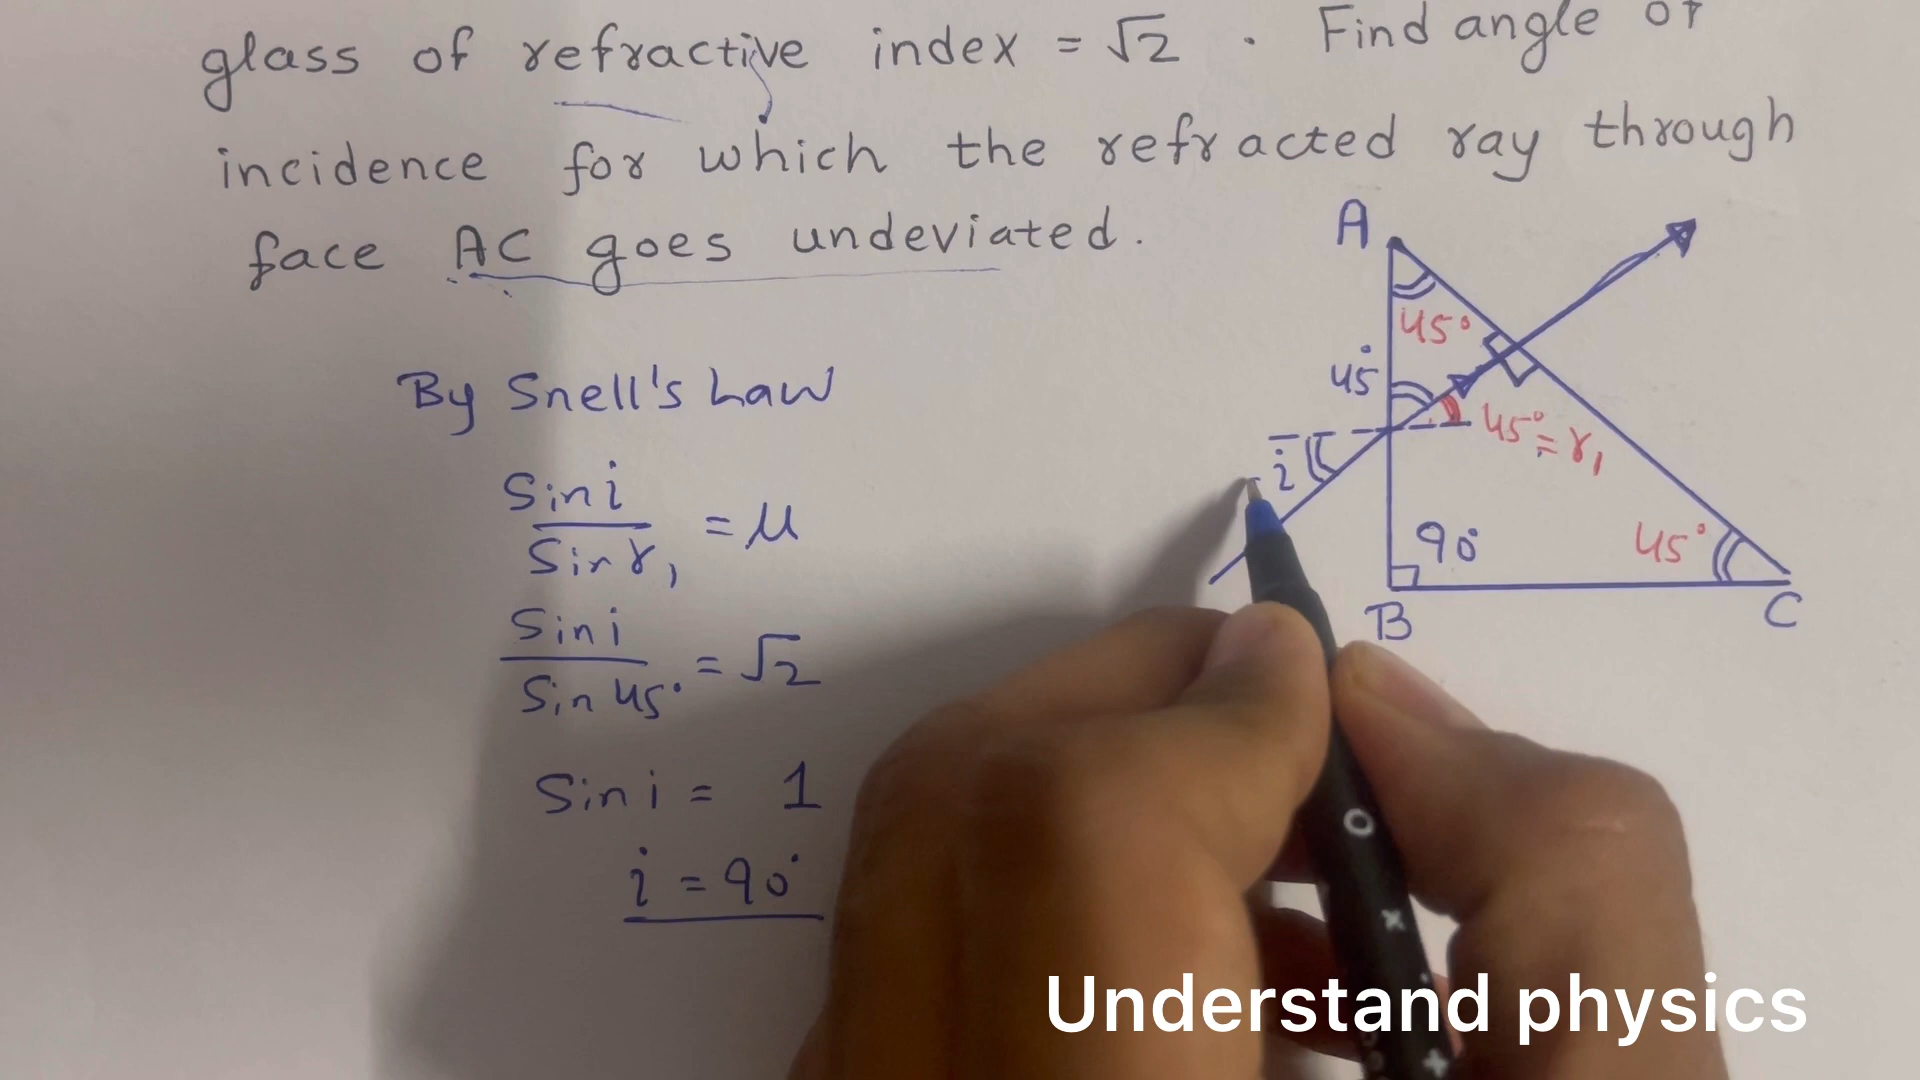 glass of refractive index = √2 . Find angle of
incidence for which the refracted ray through
face AC goes undeviated.
A
45°
45°
45° = r₁
i
90°
45°
B
C
By Snell's Law
Sin i / Sin r₁ = μ
Sin i / Sin 45° = √2
Sin i = 1
i = 90°
Understand physics